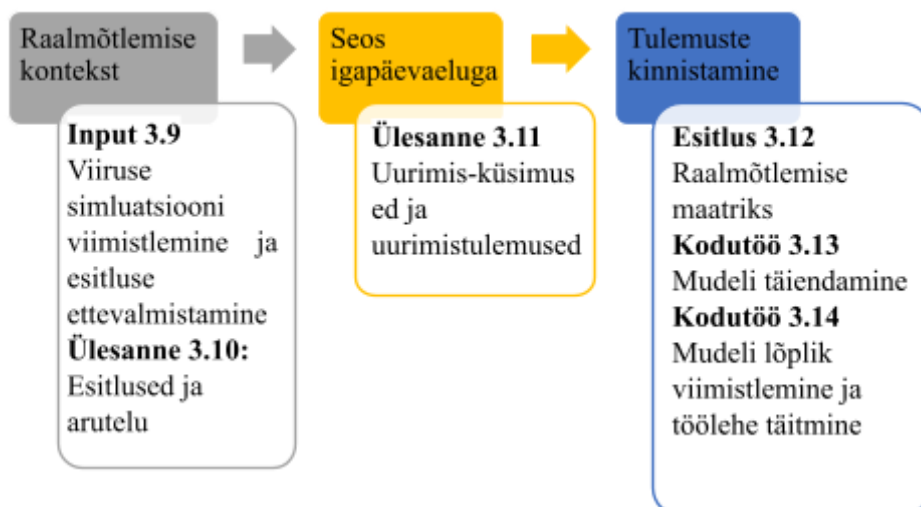 Raalmõtlemise
kontekst
Input 3.9
Viiruse
simluatsiooni
viimistlemine ja
esitluse
ettevalmistamine
Ülesanne 3.10:
Esitlused ja
arutelu
Seos
igapäevaeluga
Ülesanne 3.11
Uurimis-küsimus
ed ja
uurimistulemused
Tulemuste
kinnistamine
Esitlus 3.12
Raalmõtlemise
maatriks
Kodutöö 3.13
Mudeli täiendamine
Kodutöö 3.14
Mudeli lõplik
viimistlemine ja
töölehe täitmine